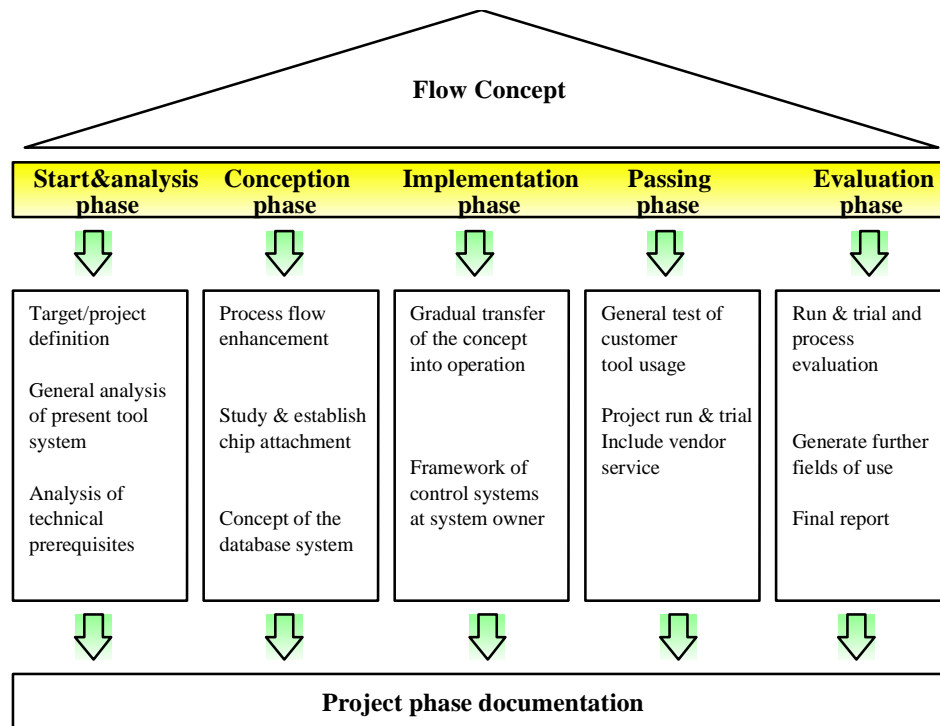 Flow Concept
Start&analysis
phase
Conception
phase
Implementation
phase
Passing
phase
Evaluation
phase
Target/project
definition
General analysis
of present tool
system
Analysis of
technical
prerequisites
Process flow
enhancement
Study & establish
chip attachment
Concept of the
database system
Gradual transfer
of the concept
into operation
Framework of
control systems
at system owner
General test of
customer
tool usage
Project run & trial
Include vendor
service
Run & trial and
process
evaluation
Generate further
fields of use
Final report
Project phase documentation